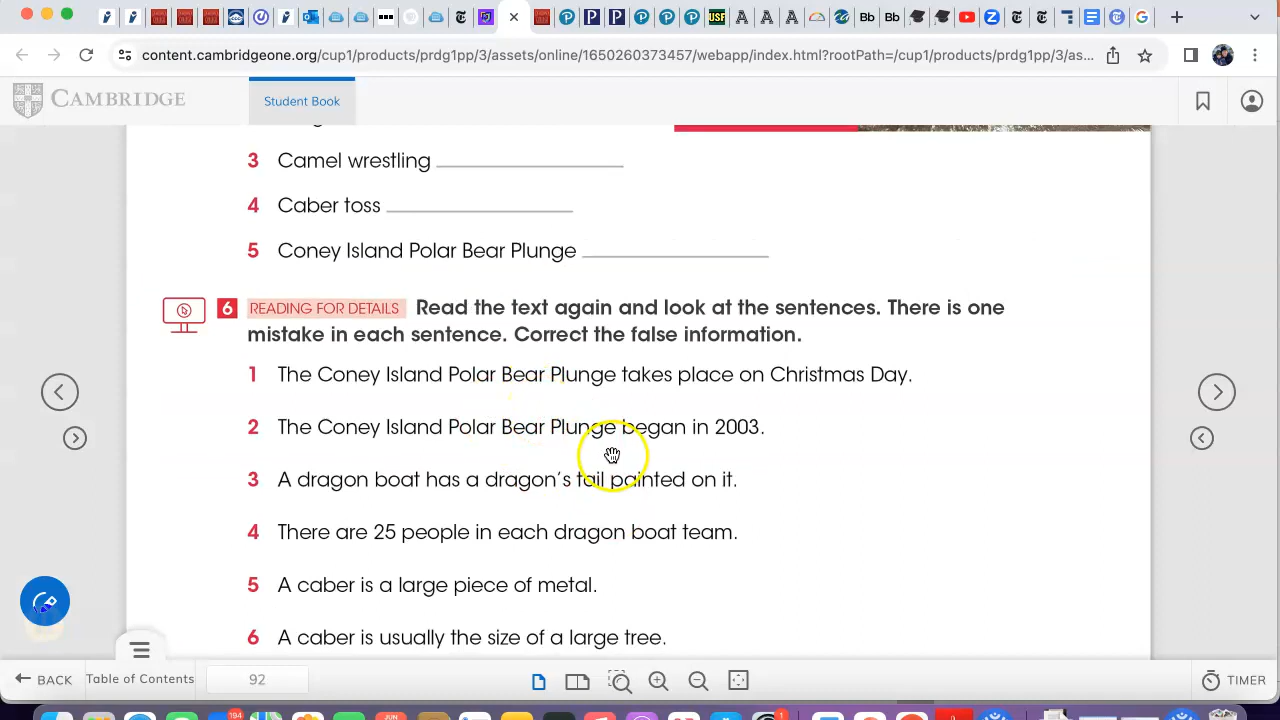 content.cambridgeone.org/cup1/products/prdg1pp/3/assets/online/1650260373457/webapp/index.html?rootPath=/cup1/products/prdg1pp/3/as...
CAMBRIDGE
Student Book
3 Camel wrestling
4 Caber toss
5 Coney Island Polar Bear Plunge
6 READING FOR DETAILS Read the text again and look at the sentences. There is one
mistake in each sentence. Correct the false information.
1 The Coney Island Polar Bear Plunge takes place on Christmas Day.
2 The Coney Island Polar Bear Plunge began in 2003.
3 A dragon boat has a dragon’s tail painted on it.
4 There are 25 people in each dragon boat team.
5 A caber is a large piece of metal.
6 A caber is usually the size of a large tree.
BACK Table of Contents 92 TIMER
194 JUN